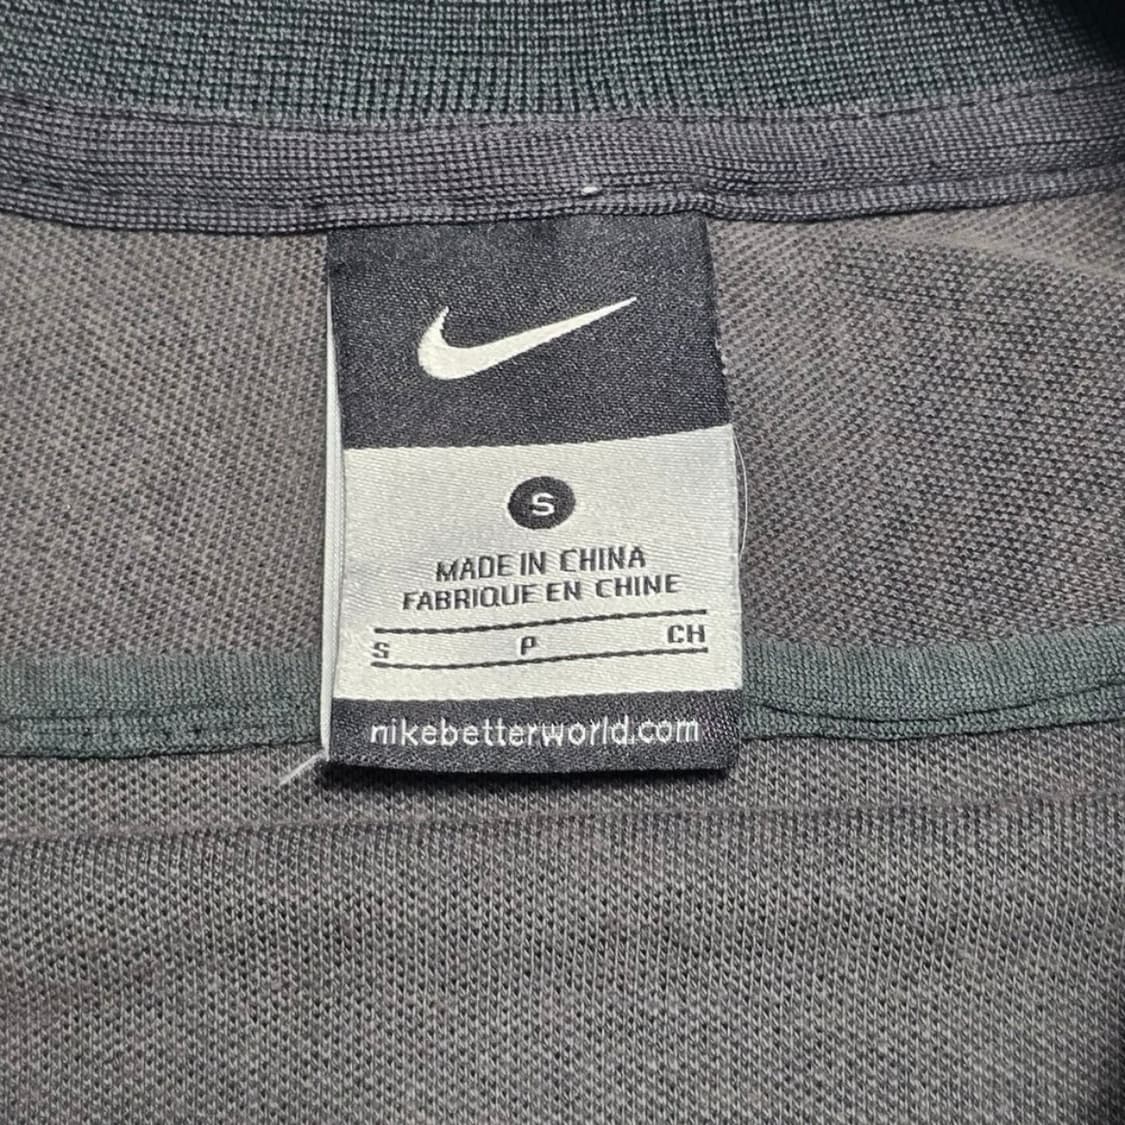 S
MADE IN CHINA
FABRIQUE EN CHINE
S P CH
nikebetterworld.com